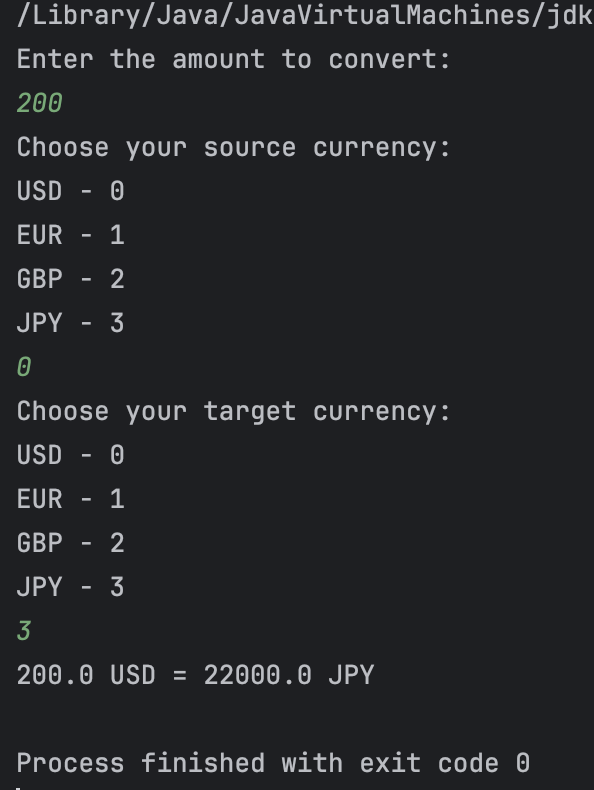 /Library/Java/JavaVirtualMachines/jdk
Enter the amount to convert:
200
Choose your source currency:
USD - 0
EUR - 1
GBP - 2
JPY - 3
0
Choose your target currency:
USD - 0
EUR - 1
GBP - 2
JPY - 3
3
200.0 USD = 22000.0 JPY
Process finished with exit code 0